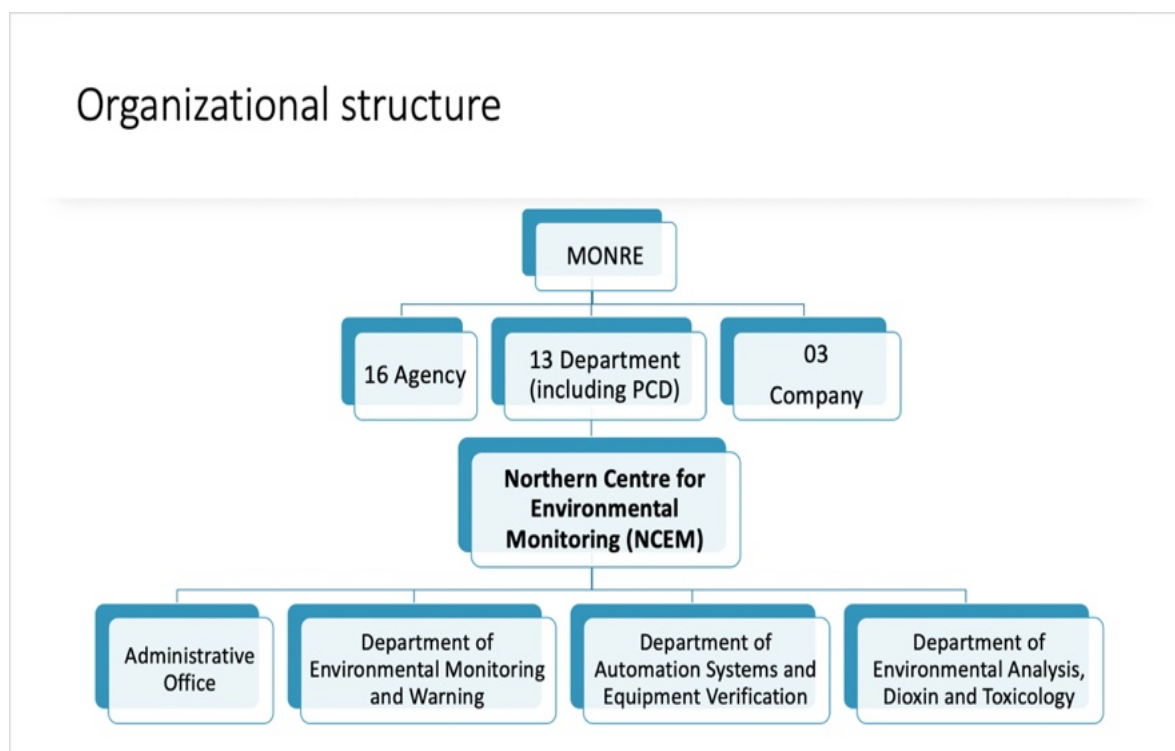 Organizational structure
MONRE
16 Agency
13 Department
(including PCD)
03
Company
Northern Centre for
Environmental
Monitoring (NCEM)
Administrative
Office
Department of
Environmental Monitoring
and Warning
Department of
Automation Systems and
Equipment Verification
Department of
Environmental Analysis,
Dioxin and Toxicology